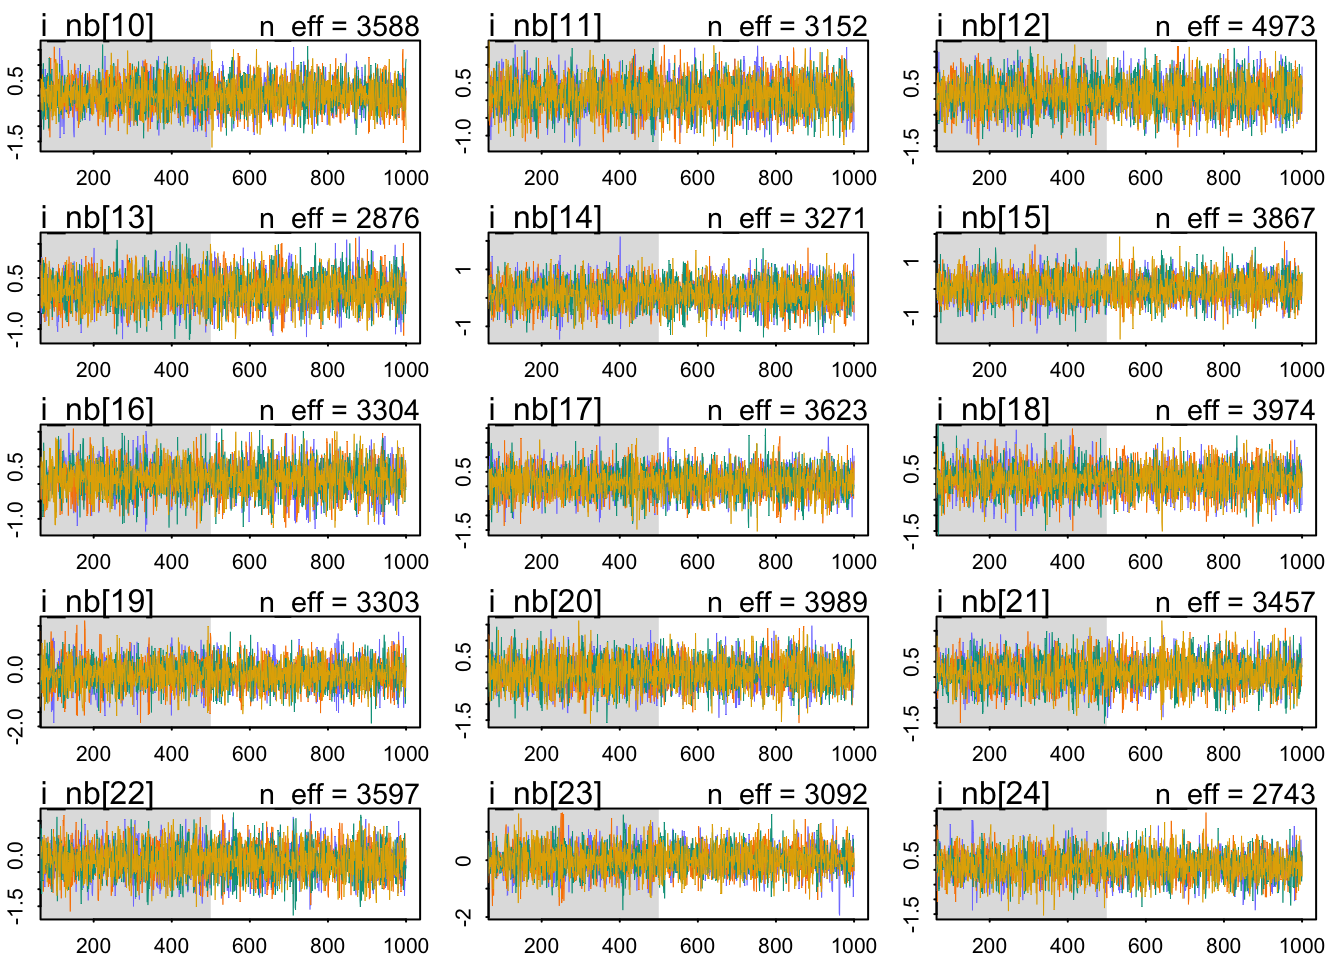 i_nb[10] n_eff = 3588 i_nb[11] n_eff = 3152 i_nb[12] n_eff = 4973
0.5 -1.5 0.5 -1.0 0.5 -1.5
200 400 600 800 1000 200 400 600 800 1000 200 400 600 800 1000
i_nb[13] n_eff = 2876 i_nb[14] n_eff = 3271 i_nb[15] n_eff = 3867
0.5 -1.0 1 -1 1 -1
200 400 600 800 1000 200 400 600 800 1000 200 400 600 800 1000
i_nb[16] n_eff = 3304 i_nb[17] n_eff = 3623 i_nb[18] n_eff = 3974
0.5 -1.0 0.5 -1.5 0.5 -1.5
200 400 600 800 1000 200 400 600 800 1000 200 400 600 800 1000
i_nb[19] n_eff = 3303 i_nb[20] n_eff = 3989 i_nb[21] n_eff = 3457
0.0 -2.0 0.5 -1.5 0.5 -1.5
200 400 600 800 1000 200 400 600 800 1000 200 400 600 800 1000
i_nb[22] n_eff = 3597 i_nb[23] n_eff = 3092 i_nb[24] n_eff = 2743
0.0 -1.5 0 -2 0.5 -1.5
200 400 600 800 1000 200 400 600 800 1000 200 400 600 800 1000